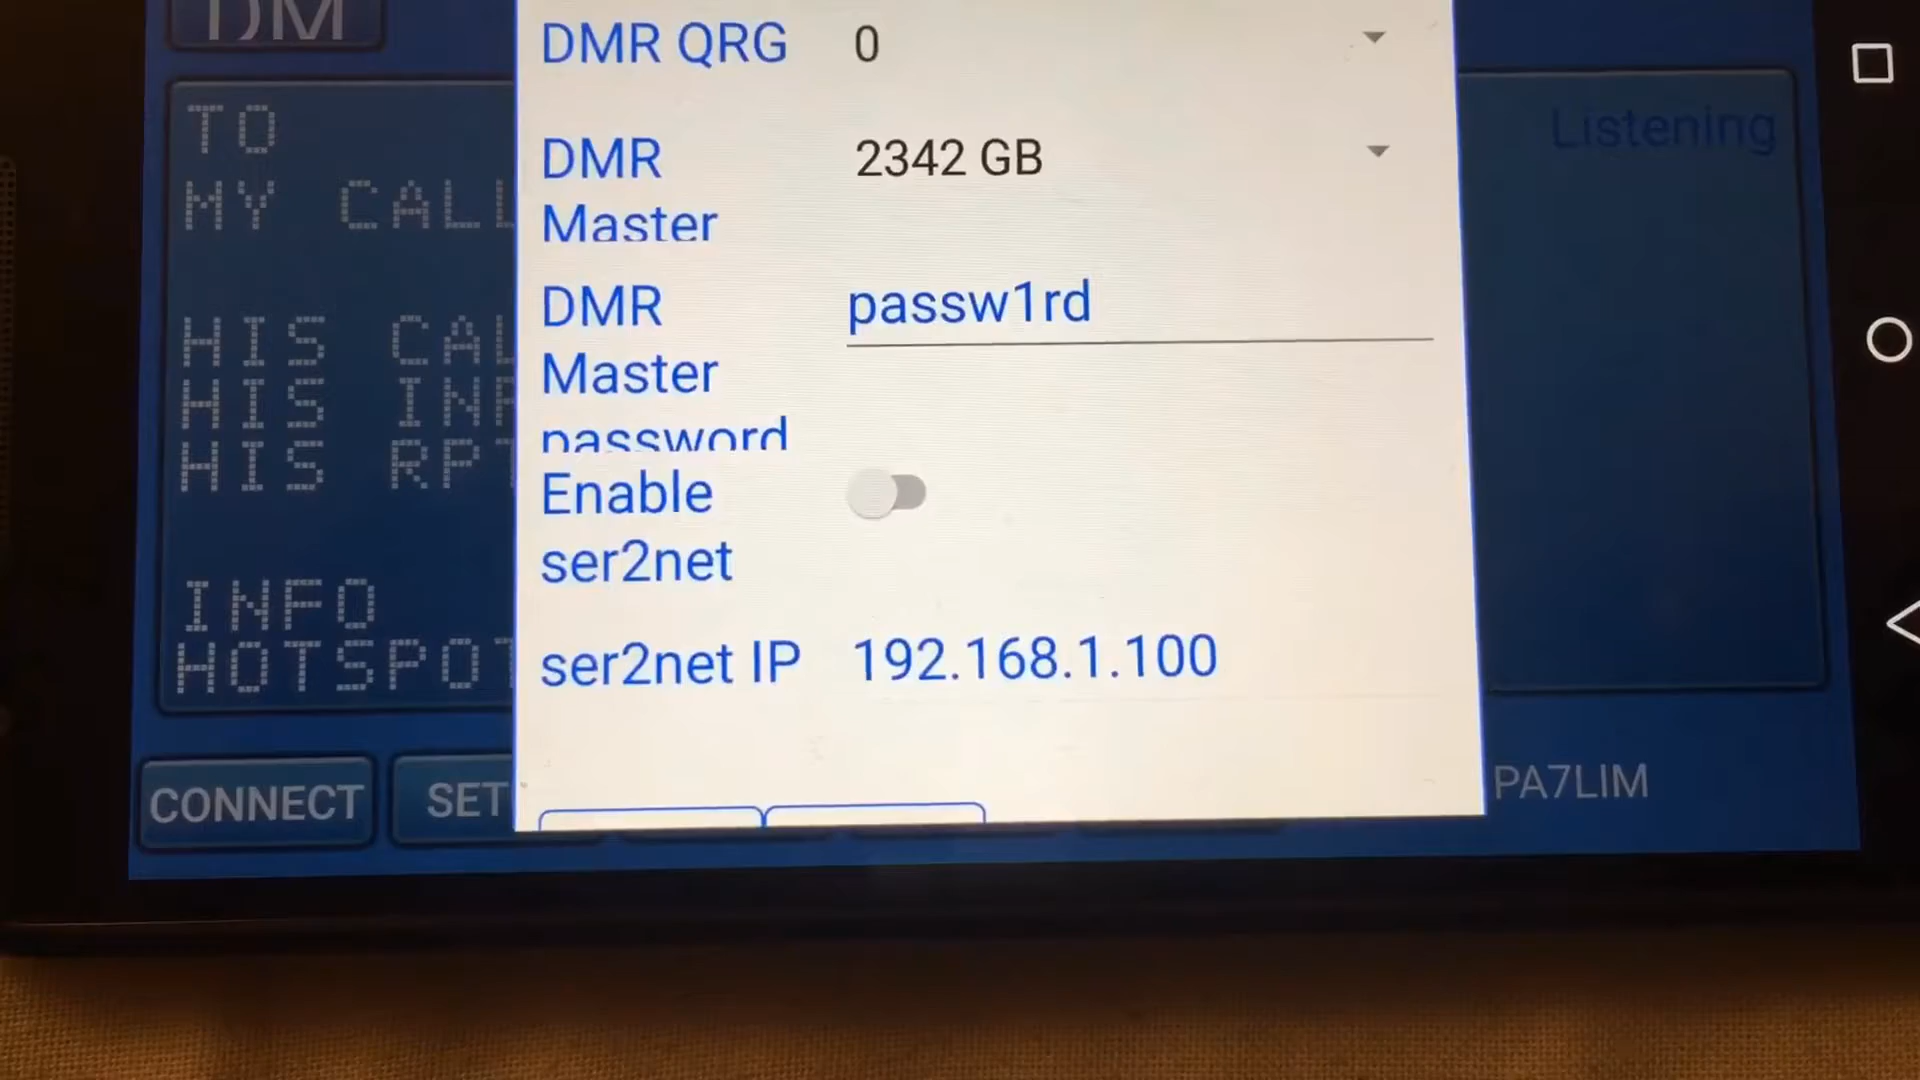 DM
DMR QRG 0
TO
Listening
DMR Master 2342 GB
MY CALL
DMR Master password passw1rd
HIS CAL
HIS INF
HIS RPT
Enable ser2net
INFO
HOTSPOT
ser2net IP 192.168.1.100
CONNECT
SET
PA7LIM